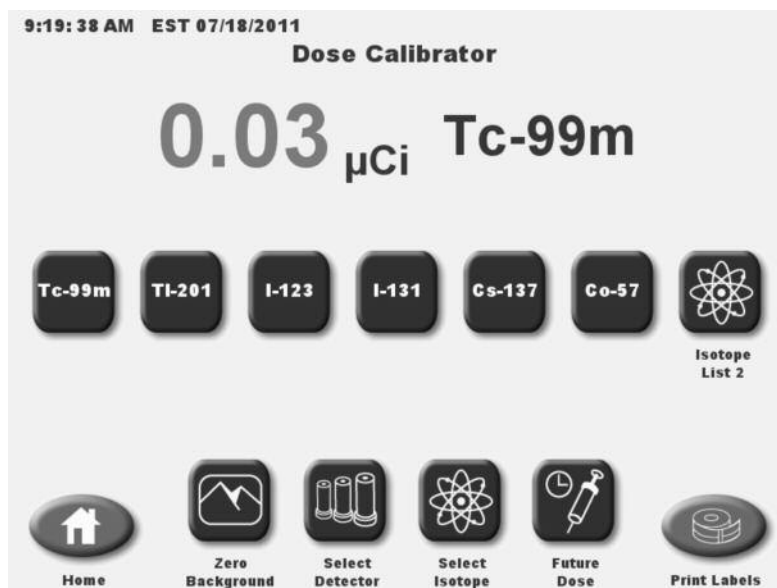 9:19:38 AM EST 07/18/2011
Dose Calibrator
0.03 μCi Tc-99m
Tc-99m Tl-201 I-123 I-131 Cs-137 Co-57
Isotope
List 2
Home Zero Background Select Detector Select Isotope Future Dose Print Labels